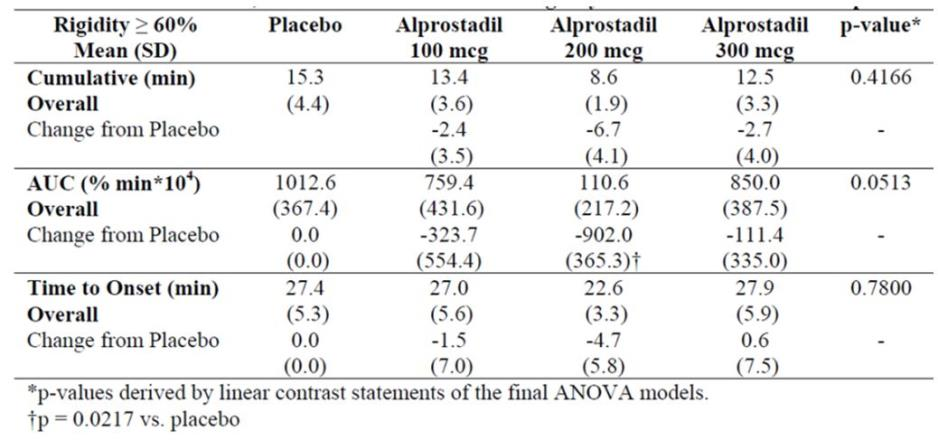 Rigidity ≥ 60% Placebo Alprostadil Alprostadil Alprostadil p-value*
Mean (SD) 100 mcg 200 mcg 300 mcg
Cumulative (min) 15.3 13.4 8.6 12.5 0.4166
Overall (4.4) (3.6) (1.9) (3.3)
Change from Placebo -2.4 -6.7 -2.7 -
(3.5) (4.1) (4.0)
AUC (% min*10⁴) 1012.6 759.4 110.6 850.0 0.0513
Overall (367.4) (431.6) (217.2) (387.5)
Change from Placebo 0.0 -323.7 -902.0 -111.4 -
(0.0) (554.4) (365.3)† (335.0)
Time to Onset (min) 27.4 27.0 22.6 27.9 0.7800
Overall (5.3) (5.6) (3.3) (5.9)
Change from Placebo 0.0 -1.5 -4.7 0.6 -
(0.0) (7.0) (5.8) (7.5)
*p-values derived by linear contrast statements of the final ANOVA models.
†p = 0.0217 vs. placebo